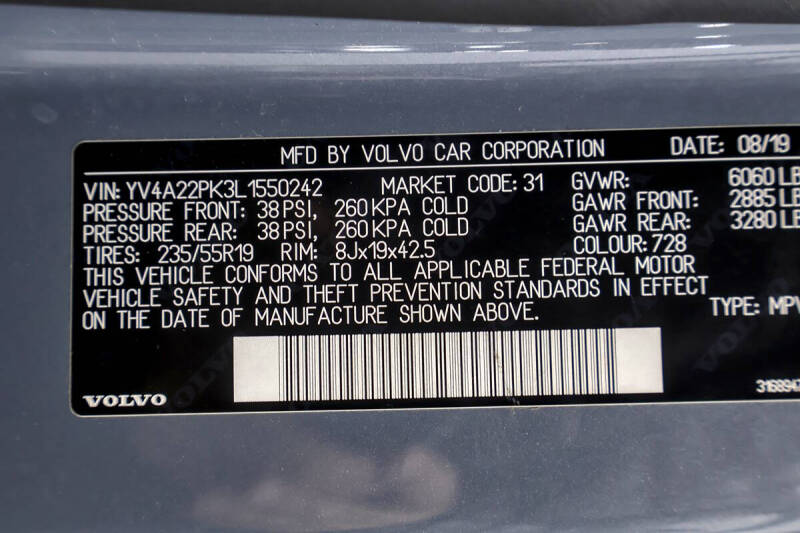 MFD BY VOLVO CAR CORPORATION DATE: 08/19
VIN: YV4A22PK3L1550242 MARKET CODE: 31 GVWR: 6060 LB
PRESSURE FRONT: 38 PSI, 260 KPA COLD GAWR FRONT: 2885 LB
PRESSURE REAR: 38 PSI, 260 KPA COLD GAWR REAR: 3280 LB
TIRES: 235/55R19 RIM: 8Jx19x42.5 COLOUR: 728
THIS VEHICLE CONFORMS TO ALL APPLICABLE FEDERAL MOTOR
VEHICLE SAFETY AND THEFT PREVENTION STANDARDS IN EFFECT
ON THE DATE OF MANUFACTURE SHOWN ABOVE. TYPE: MPV
VOLVO